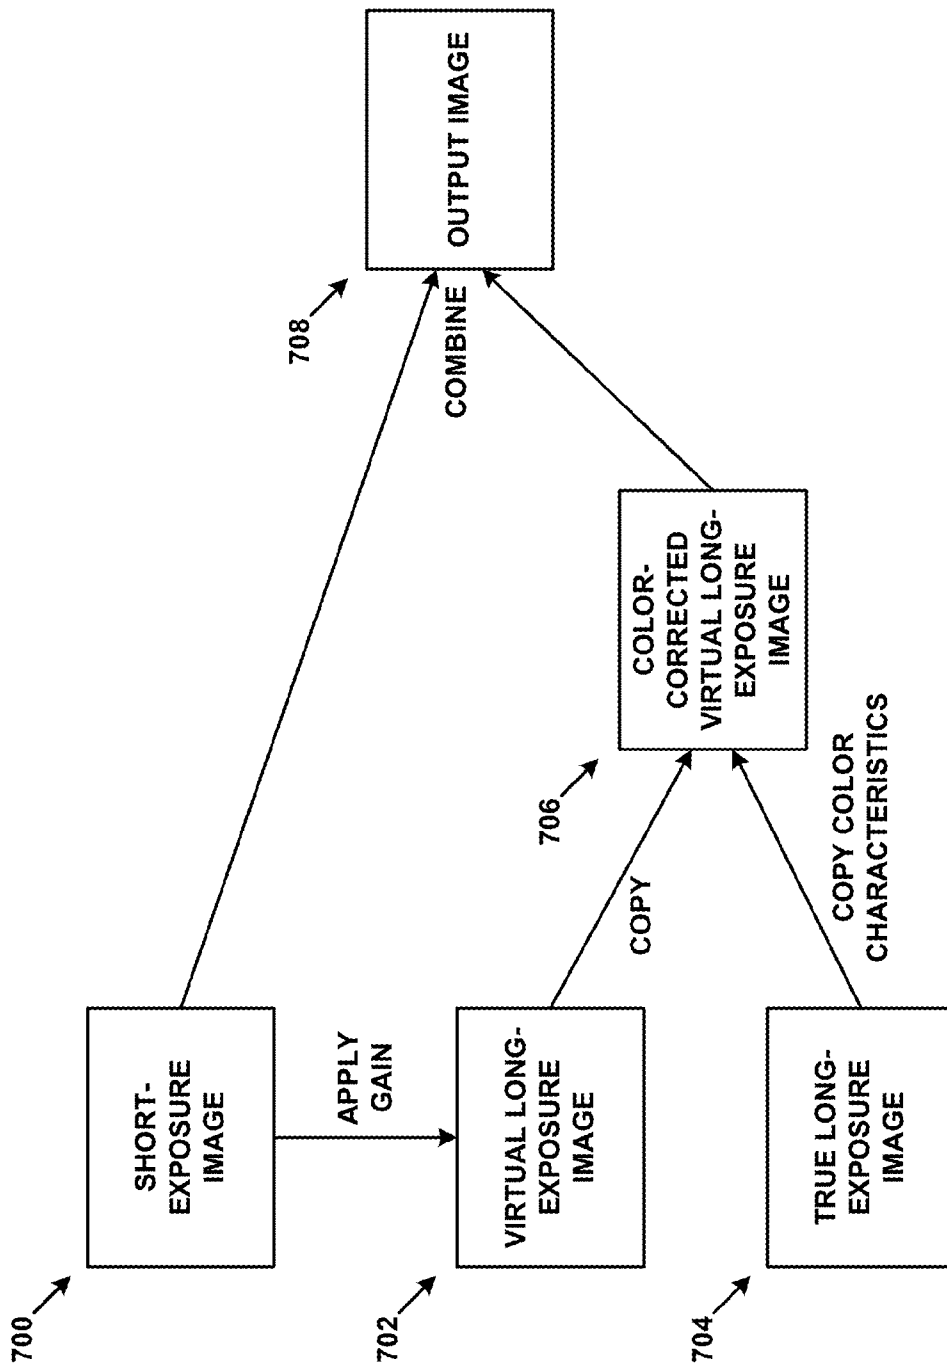 700
SHORT-
EXPOSURE
IMAGE
APPLY
GAIN
702
VIRTUAL LONG-
EXPOSURE
IMAGE
704
TRUE LONG-
EXPOSURE
IMAGE
COPY
COPY COLOR
CHARACTERISTICS
706
COLOR-
CORRECTED
VIRTUAL LONG-
EXPOSURE
IMAGE
COMBINE
708
OUTPUT IMAGE